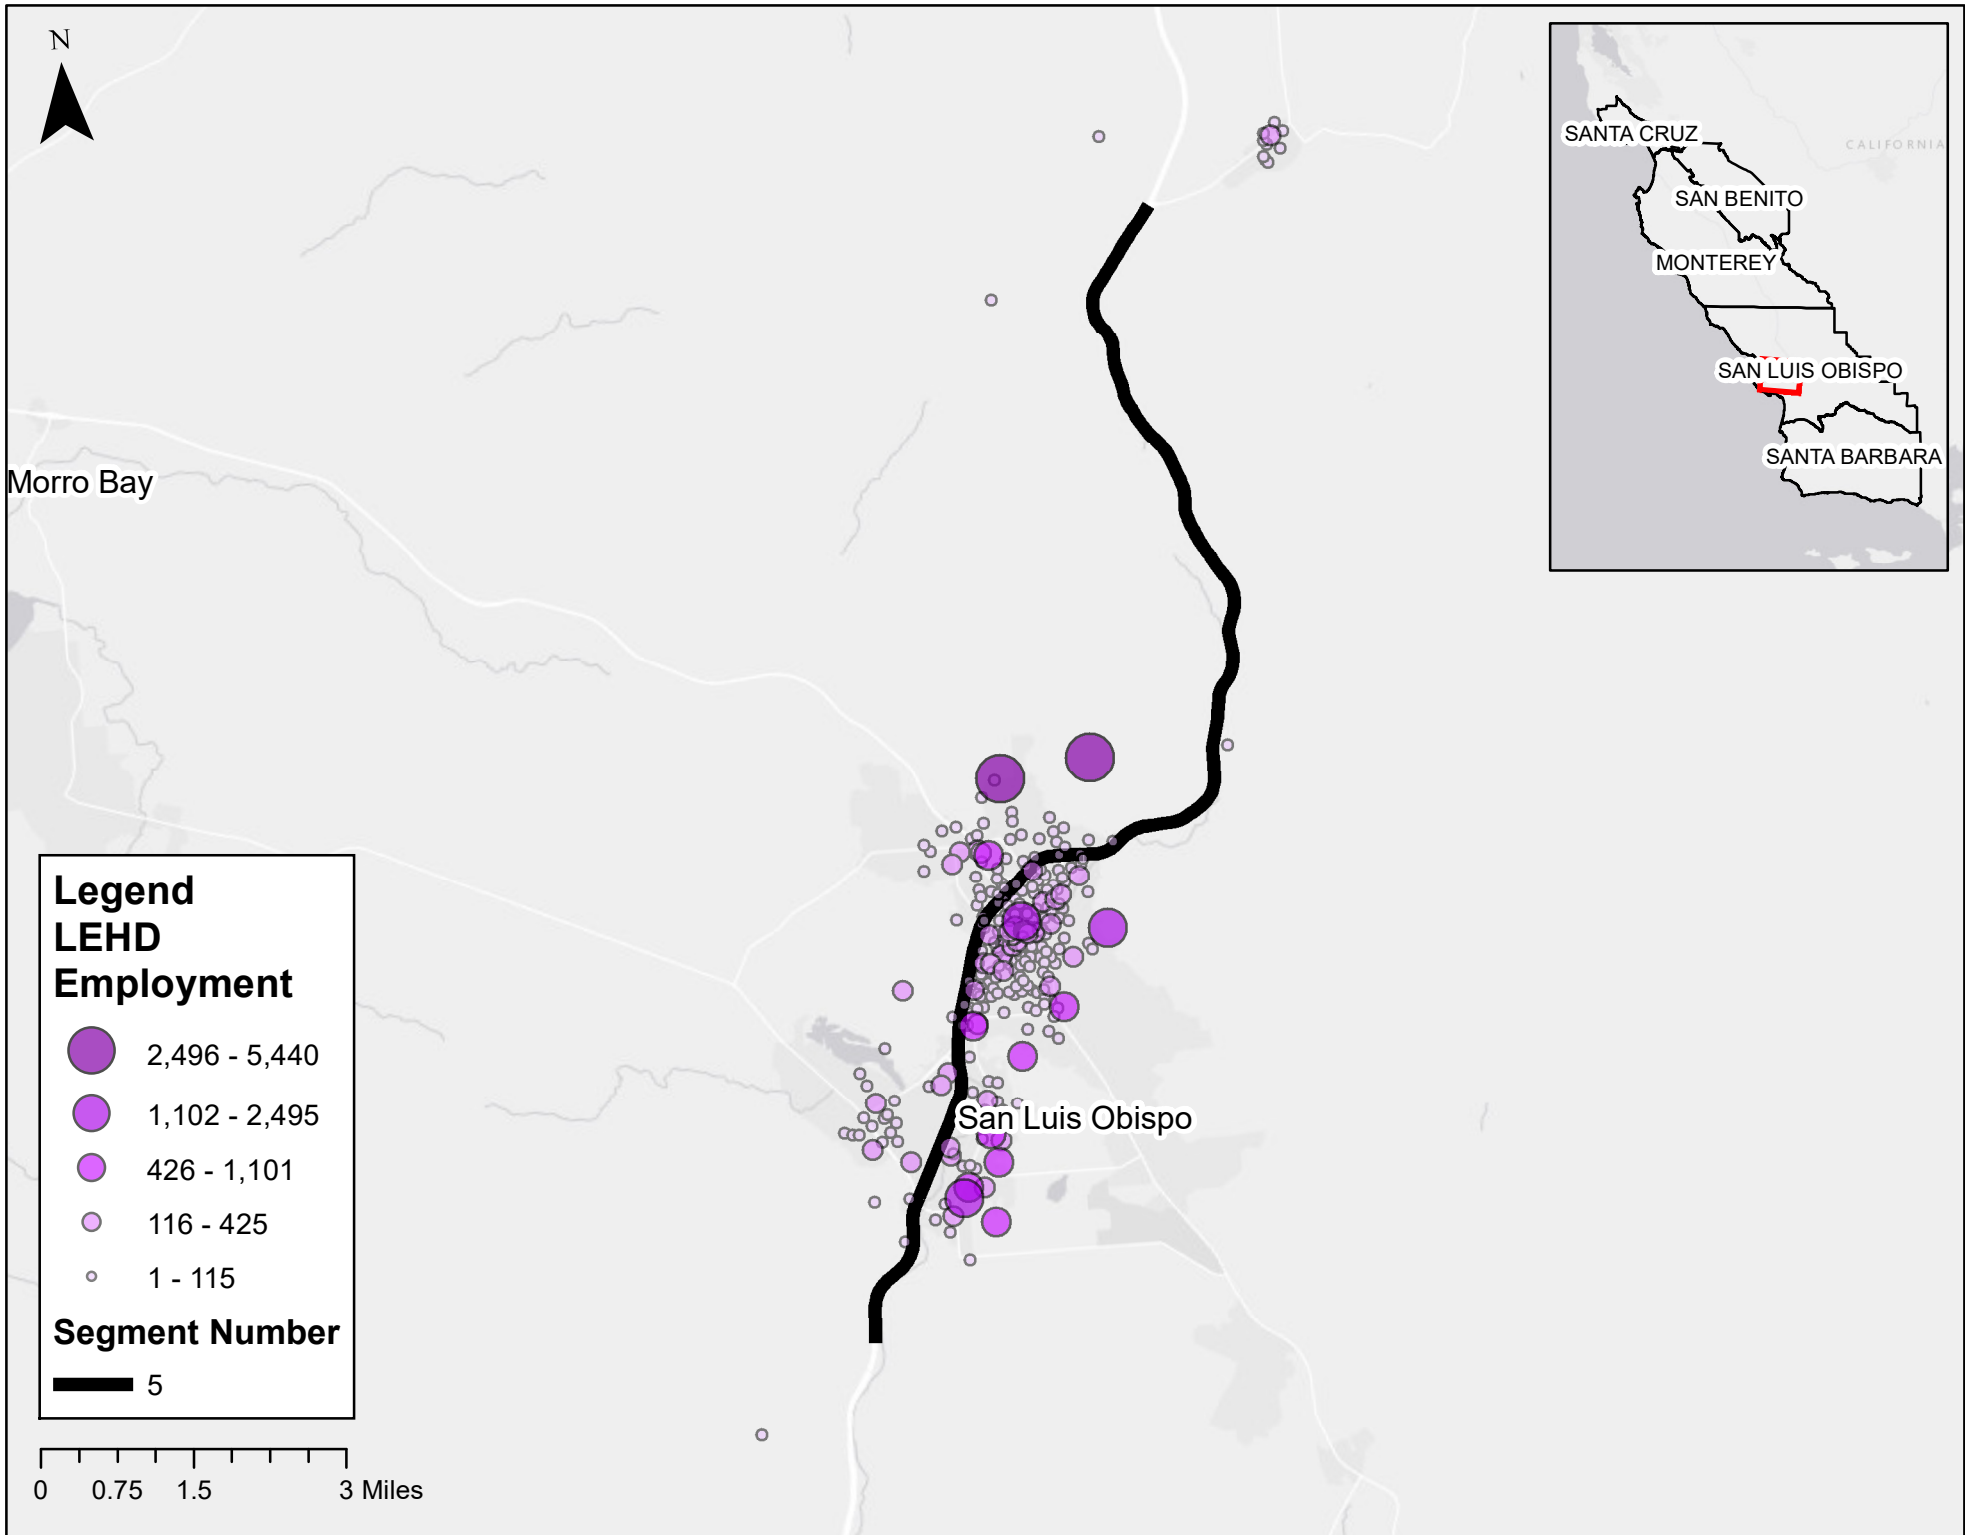 N
SANTA CRUZ
CALIFORNIA
SAN BENITO
MONTEREY
SAN LUIS OBISPO
SANTA BARBARA
Morro Bay
San Luis Obispo
Legend
LEHD
Employment
2,496 - 5,440
1,102 - 2,495
426 - 1,101
116 - 425
1 - 115
Segment Number
5
0 0.75 1.5 3 Miles